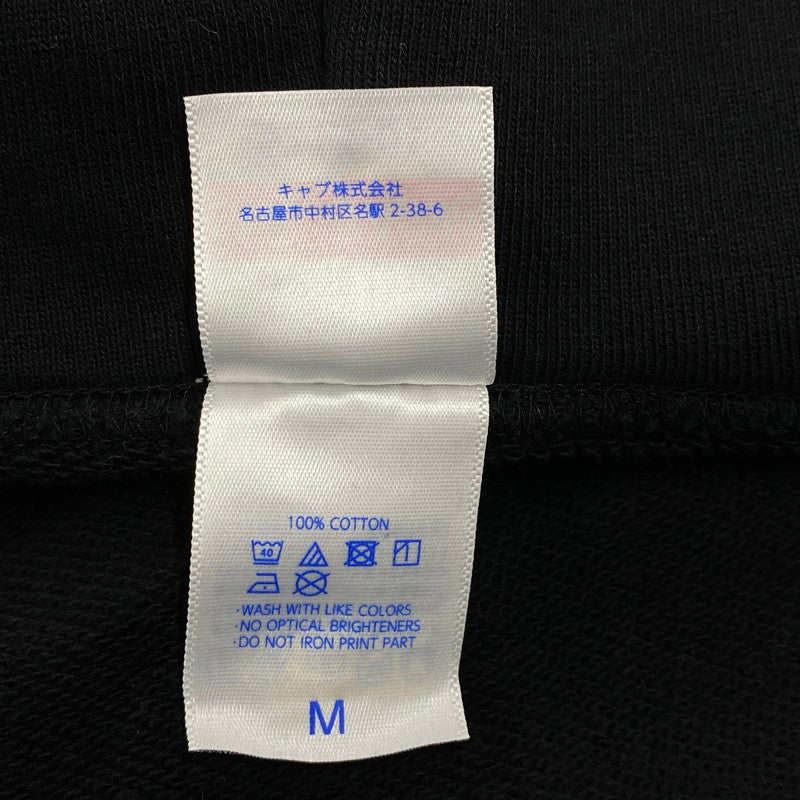 キャブ株式会社
名古屋市中村区名駅 2-38-6
100% COTTON
40
·WASH WITH LIKE COLORS
·NO OPTICAL BRIGHTENERS
·DO NOT IRON PRINT PART
M